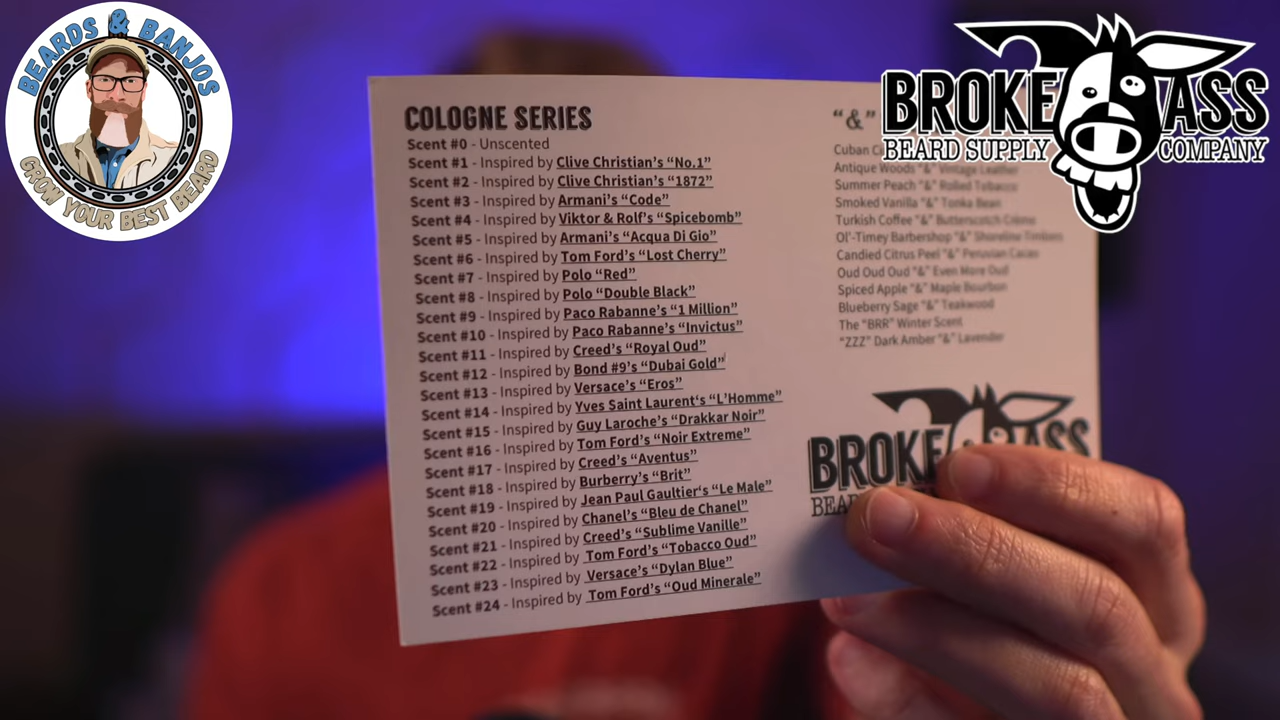 BEARDS & BANJOS
GROW YOUR BEST BEARD
BROKE ASS
BEARD SUPPLY COMPANY
COLOGNE SERIES
Scent #0 - Unscented
Scent #1 - Inspired by Clive Christian's "No.1"
Scent #2 - Inspired by Clive Christian's "1872"
Scent #3 - Inspired by Armani's "Code"
Scent #4 - Inspired by Viktor & Rolf's "Spicebomb"
Scent #5 - Inspired by Armani's "Acqua Di Gio"
Scent #6 - Inspired by Tom Ford's "Lost Cherry"
Scent #7 - Inspired by Polo "Red"
Scent #8 - Inspired by Polo "Double Black"
Scent #9 - Inspired by Paco Rabanne's "1 Million"
Scent #10 - Inspired by Paco Rabanne's "Invictus"
Scent #11 - Inspired by Creed's "Royal Oud"
Scent #12 - Inspired by Bond #9's "Dubai Gold"
Scent #13 - Inspired by Versace's "Eros"
Scent #14 - Inspired by Yves Saint Laurent's "L'Homme"
Scent #15 - Inspired by Guy Laroche's "Drakkar Noir"
Scent #16 - Inspired by Tom Ford's "Noir Extreme"
Scent #17 - Inspired by Creed's "Aventus"
Scent #18 - Inspired by Burberry's "Brit"
Scent #19 - Inspired by Jean Paul Gaultier's "Le Male"
Scent #20 - Inspired by Chanel's "Bleu de Chanel"
Scent #21 - Inspired by Creed's "Sublime Vanille"
Scent #22 - Inspired by Tom Ford's "Tobacco Oud"
Scent #23 - Inspired by Versace's "Dylan Blue"
Scent #24 - Inspired by Tom Ford's "Oud Minerale"
"&"
Cuban
Antique Woods "&" Vintage Leather
Summer Peach "&" Rolled Tobacco
Smoked Vanilla "&" Tonka Bean
Turkish Coffee "&" Butterscotch Crème
Ol'-Timey Barbershop "&" Shoreline Timbers
Candied Citrus Peel "&" Peruvian Cacao
Oud Oud Oud "&" Even More Oud
Spiced Apple "&" Maple Bourbon
Blueberry Sage "&" Teakwood
The "BRR" Winter Scent
"ZZZ" Dark Amber "&" Lavender
BROKE ASS